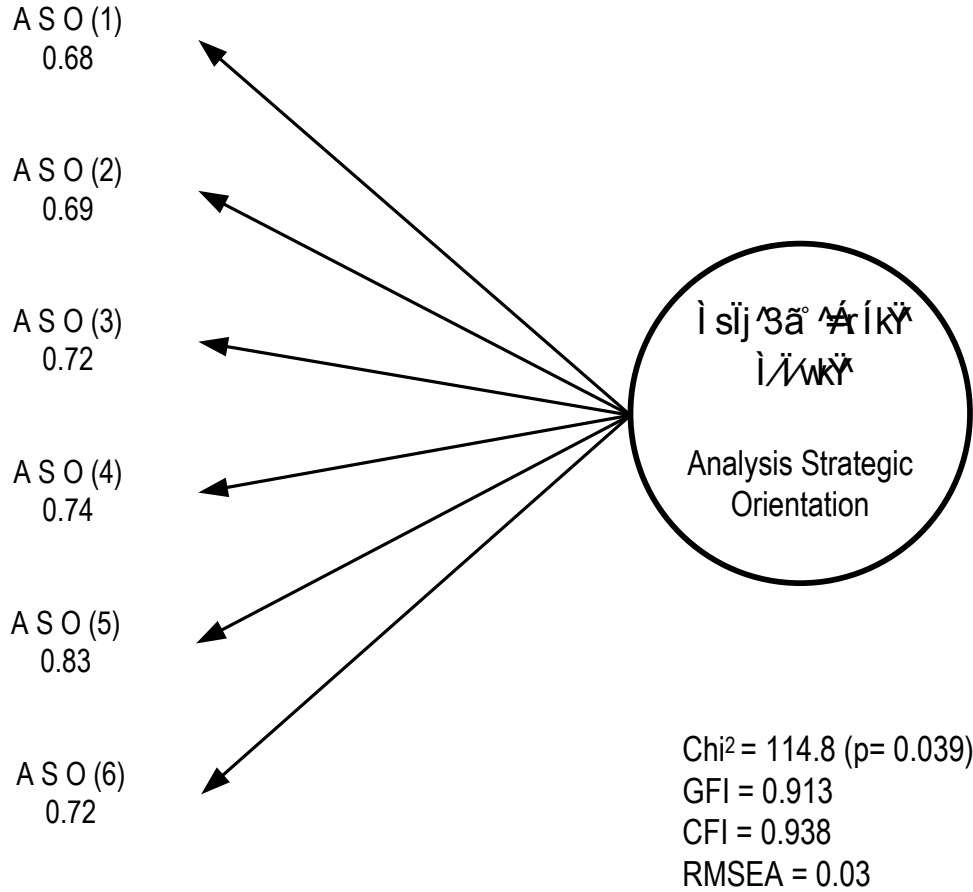 A S O (1)
0.68
A S O (2)
0.69
A S O (3)
0.72
A S O (4)
0.74
A S O (5)
0.83
A S O (6)
0.72
Analysis Strategic
Orientation
Chi² = 114.8 (p= 0.039)
GFI = 0.913
CFI = 0.938
RMSEA = 0.03